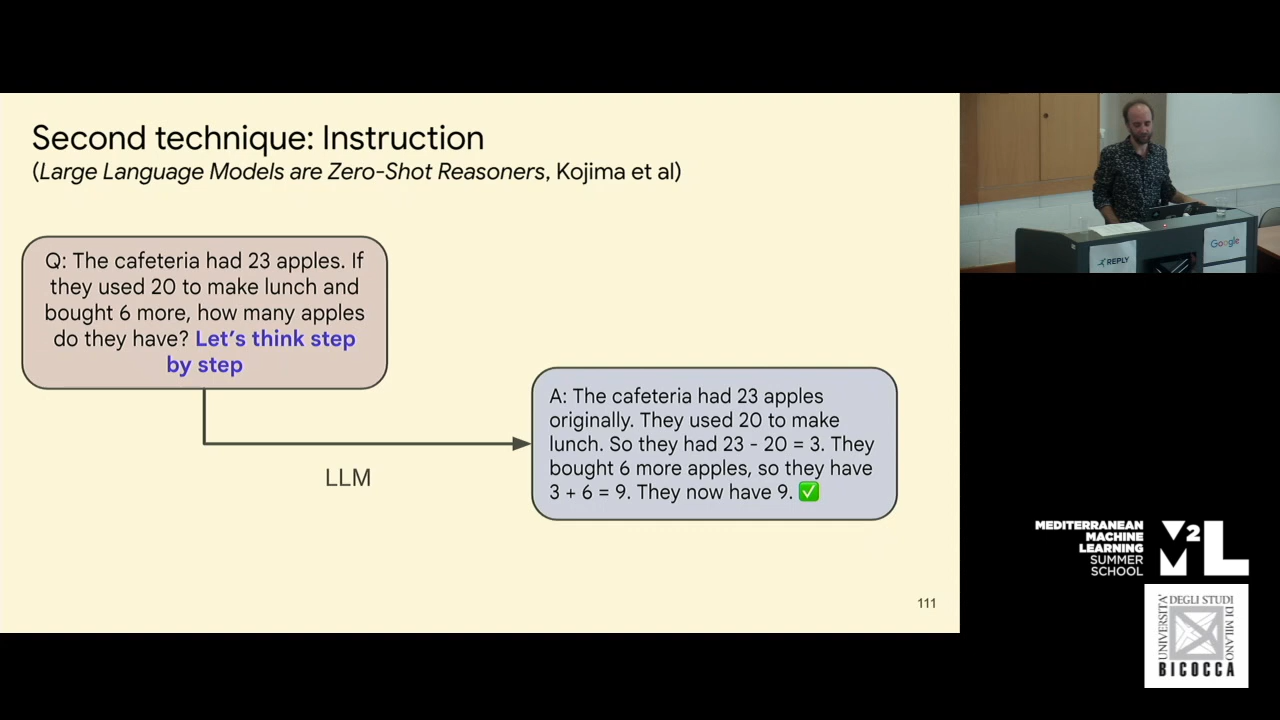 Second technique: Instruction
(Large Language Models are Zero-Shot Reasoners, Kojima et al)
Q: The cafeteria had 23 apples. If
they used 20 to make lunch and
bought 6 more, how many apples
do they have? Let's think step
by step
LLM
A: The cafeteria had 23 apples
originally. They used 20 to make
lunch. So they had 23 - 20 = 3. They
bought 6 more apples, so they have
3 + 6 = 9. They now have 9. ✅
111
REPLY
Google
MEDITERRANEAN
MACHINE
LEARNING
SUMMER
SCHOOL
M2L
UNIVERSITÀ
DEGLI STUDI
DI MILANO
BICOCCA